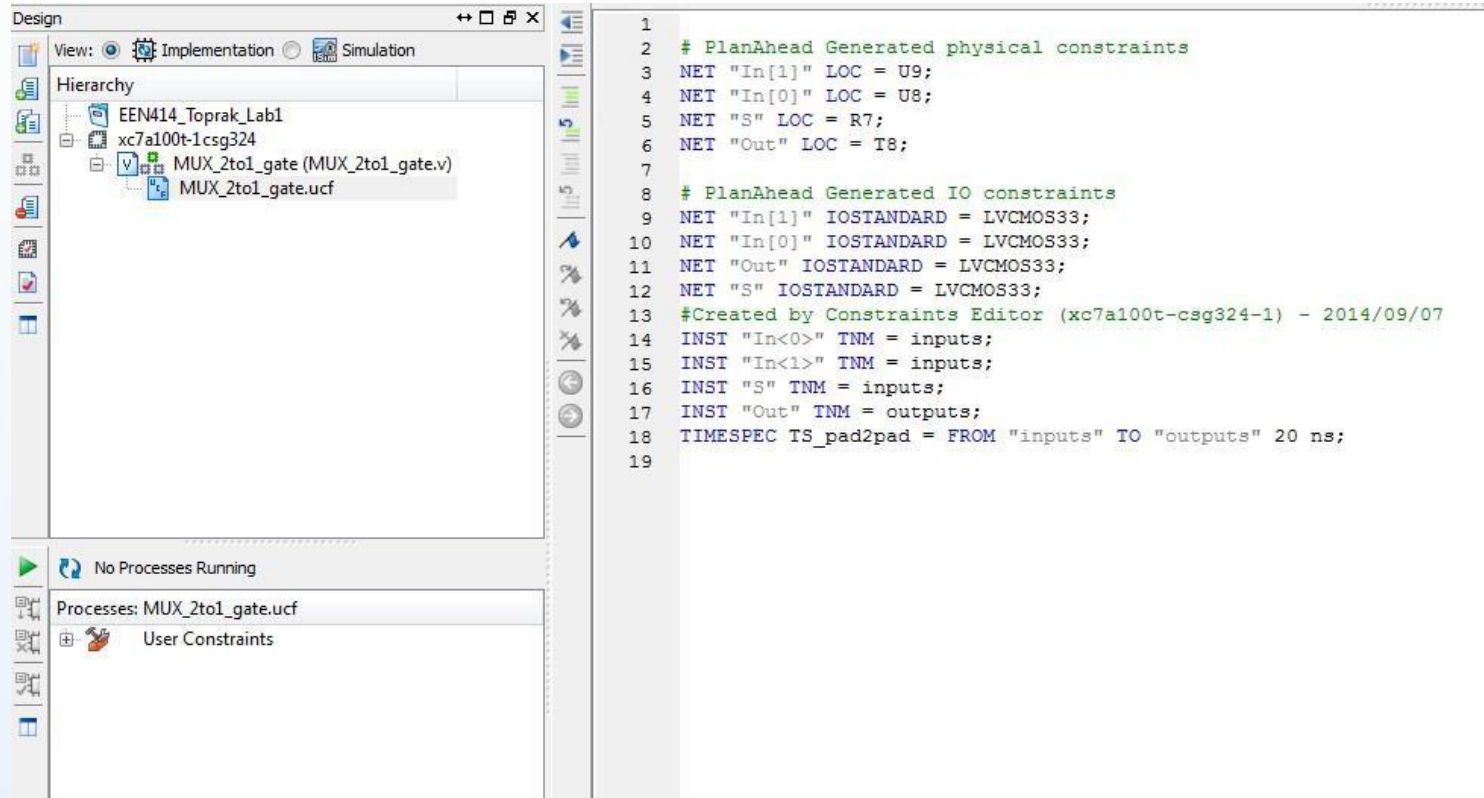 Design
View: Implementation Simulation
Hierarchy
EEN414_Toprak_Lab1
xc7a100t-1csg324
MUX_2to1_gate (MUX_2to1_gate.v)
MUX_2to1_gate.ucf
No Processes Running
Processes: MUX_2to1_gate.ucf
User Constraints
1
2 # PlanAhead Generated physical constraints
3 NET "In[1]" LOC = U9;
4 NET "In[0]" LOC = U8;
5 NET "S" LOC = R7;
6 NET "Out" LOC = T8;
7
8 # PlanAhead Generated IO constraints
9 NET "In[1]" IOSTANDARD = LVCMOS33;
10 NET "In[0]" IOSTANDARD = LVCMOS33;
11 NET "Out" IOSTANDARD = LVCMOS33;
12 NET "S" IOSTANDARD = LVCMOS33;
13 #Created by Constraints Editor (xc7a100t-csg324-1) - 2014/09/07
14 INST "In<0>" TNM = inputs;
15 INST "In<1>" TNM = inputs;
16 INST "S" TNM = inputs;
17 INST "Out" TNM = outputs;
18 TIMESPEC TS_pad2pad = FROM "inputs" TO "outputs" 20 ns;
19